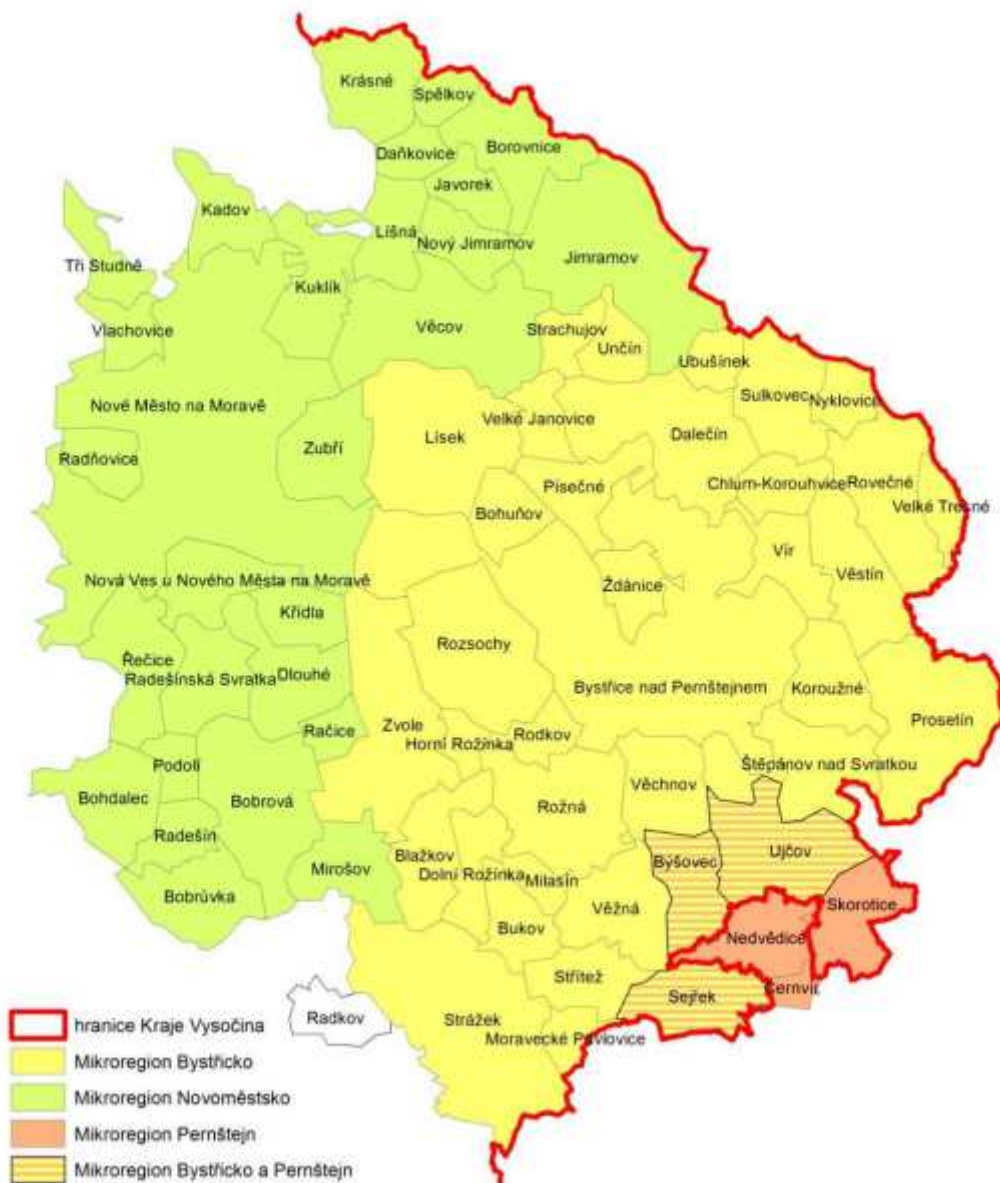 Krásné
Spělkov
Daňkovice
Borovnice
Javorek
Kadov
Líšná
Nový Jimramov
Tři Studně
Jimramov
Kuklík
Vlachovice
Věcov
Strachujov
Unčín
Ubušínek
Nové Město na Moravě
Sulkovec
Nyklovice
Velké Janovice
Lísek
Dalečín
Zubří
Radňovice
Písečné
Chlum-Korouhvice
Rovečné
Velké Tresné
Bohuňov
Vír
Věstín
Nová Ves u Nového Města na Moravě
Ždánice
Křídla
Rozsochy
Řečice
Radešínská Svratka
Dlouhé
Bystřice nad Pernštejnem
Koroužné
Prosetín
Račice
Zvole
Horní Rožínka
Rodkov
Podolí
Štěpánov nad Svratkou
Bohdalec
Bobrová
Věchnov
Rožná
Radešín
Blažkov
Býšovec
Ujčov
Mirošov
Dolní Rožínka
Milasín
Bobrůvka
Věžná
Skorotice
Bukov
Nedvědice
Střítež
Černvír
Sejřek
Radkov
Strážek
Moravecké Pavlovice
hranice Kraje Vysočina
Mikroregion Bystřicko
Mikroregion Novoměstsko
Mikroregion Pernštejn
Mikroregion Bystřicko a Pernštejn